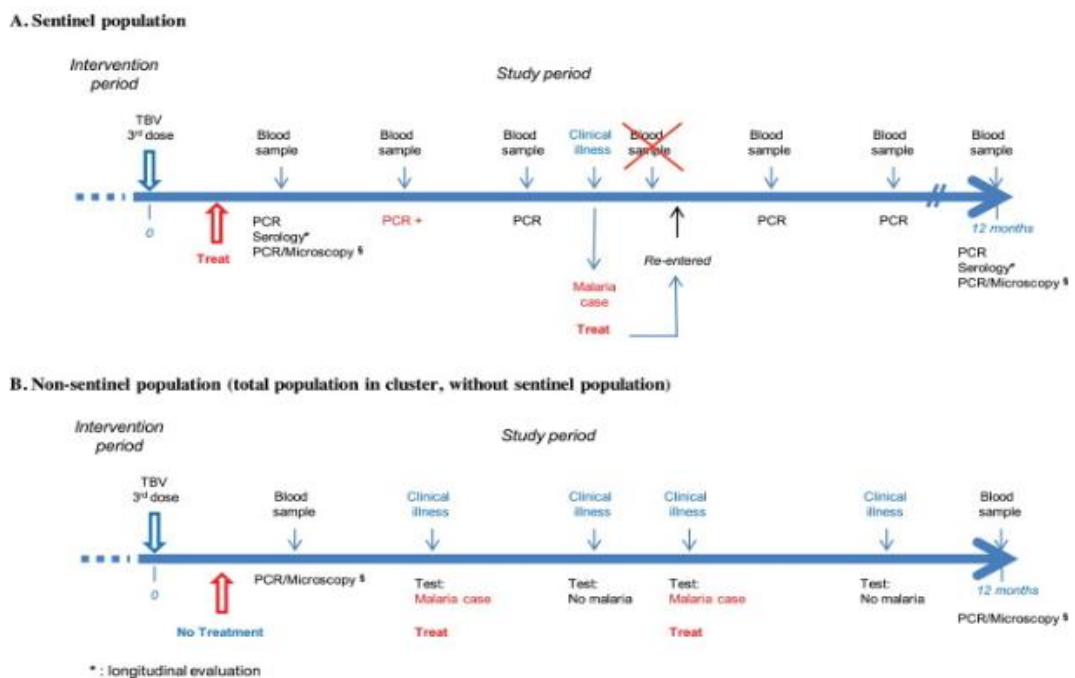 A. Sentinel population
Intervention period
Study period
TBV 3rd dose
Blood sample
Blood sample
Blood sample
Clinical illness
Blood sample
Blood sample
Blood sample
Blood sample
0
Treat
PCR
Serology*
PCR/Microscopy $
PCR +
PCR
Malaria case
Treat
Re-entered
PCR
PCR
12 months
PCR
Serology*
PCR/Microscopy $
B. Non-sentinel population (total population in cluster, without sentinel population)
Intervention period
Study period
TBV 3rd dose
Blood sample
Clinical illness
Clinical illness
Clinical illness
Clinical illness
Blood sample
0
No Treatment
PCR/Microscopy $
Test:
Malaria case
Treat
Test:
No malaria
Test:
Malaria case
Treat
Test:
No malaria
12 months
PCR/Microscopy $
* : longitudinal evaluation